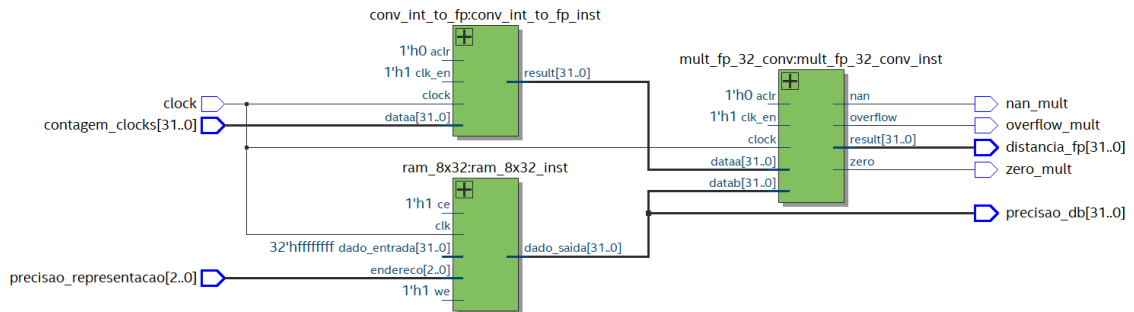 conv_int_to_fp:conv_int_to_fp_inst
1'h0 aclr
1'h1 clk_en
clock
dataa[31..0]
result[31..0]
clock
contagem_clocks[31..0]
ram_8x32:ram_8x32_inst
1'h1 ce
clk
32'hffffffff dado_entrada[31..0]
endereco[2..0]
1'h1 we
dado_saida[31..0]
precisao_representacao[2..0]
mult_fp_32_conv:mult_fp_32_conv_inst
1'h0 aclr
1'h1 clk_en
clock
dataa[31..0]
datab[31..0]
nan
overflow
result[31..0]
zero
nan_mult
overflow_mult
distancia_fp[31..0]
zero_mult
precisao_db[31..0]